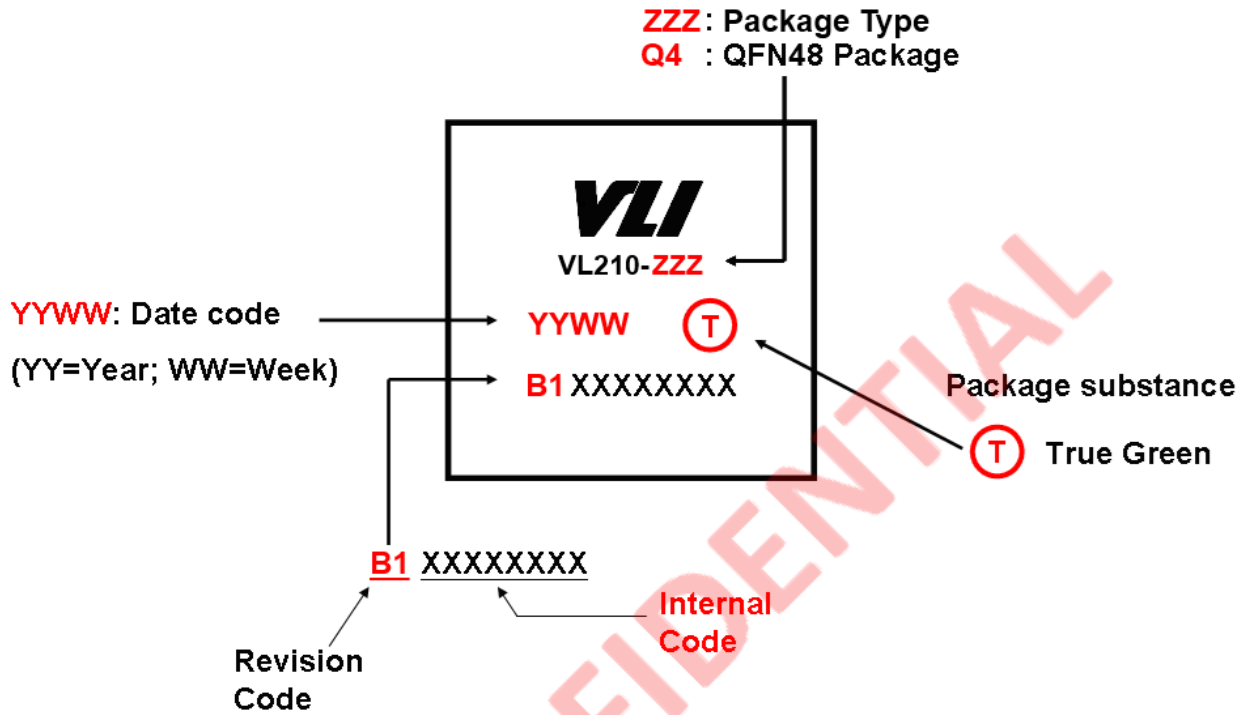 ZZZ: Package Type
Q4 : QFN48 Package
VLI
VL210-ZZZ
YYWW: Date code
YYWW T
(YY=Year; WW=Week)
B1 XXXXXXXX
Package substance
T True Green
B1 XXXXXXXX
Internal
Code
Revision
Code
FIDENTIAL